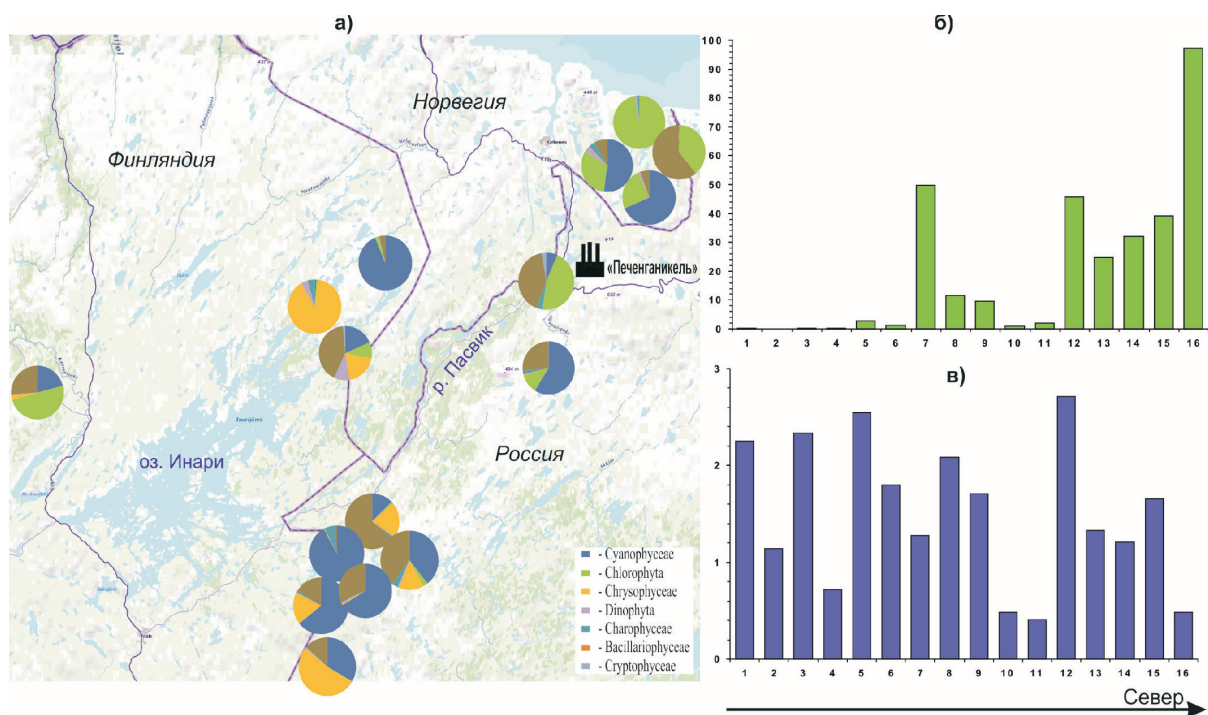 а)
Норвегия
Финляндия
«Печенганикель»
р. Пасвик
Россия
оз. Инари
- Cyanophyceae
- Chlorophyta
- Chrysophyceae
- Dinophyta
- Charophyceae
- Bacillariophyceae
- Cryptophyceae
б)
100
90
80
70
60
50
40
30
20
10
0
1 2 3 4 5 6 7 8 9 10 11 12 13 14 15 16
в)
3
2
2
1
1
0
1 2 3 4 5 6 7 8 9 10 11 12 13 14 15 16
Север